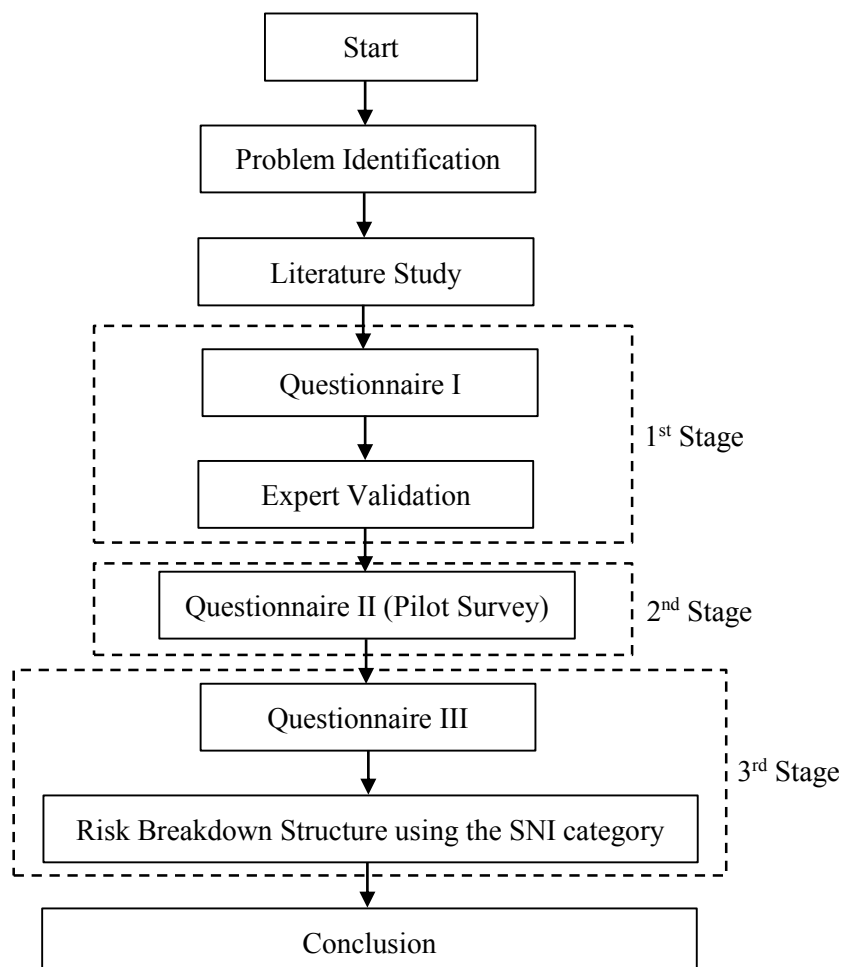 Start
Problem Identification
Literature Study
Questionnaire I
1st Stage
Expert Validation
Questionnaire II (Pilot Survey)
2nd Stage
Questionnaire III
3rd Stage
Risk Breakdown Structure using the SNI category
Conclusion